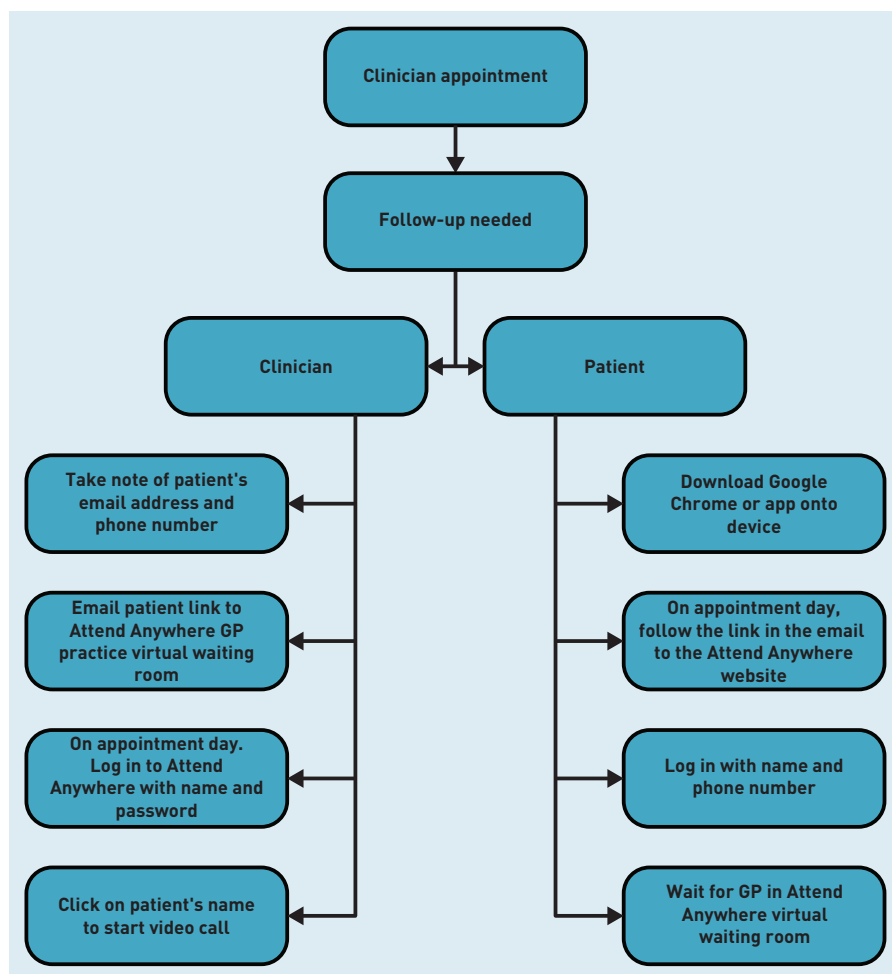 Clinician appointment
Follow-up needed
Clinician
Patient
Take note of patient's
email address and
phone number
Email patient link to
Attend Anywhere GP
practice virtual waiting
room
On appointment day.
Log in to Attend
Anywhere with name and
password
Click on patient's name
to start video call
Download Google
Chrome or app onto
device
On appointment day,
follow the link in the email
to the Attend Anywhere
website
Log in with name and
phone number
Wait for GP in Attend
Anywhere virtual
waiting room